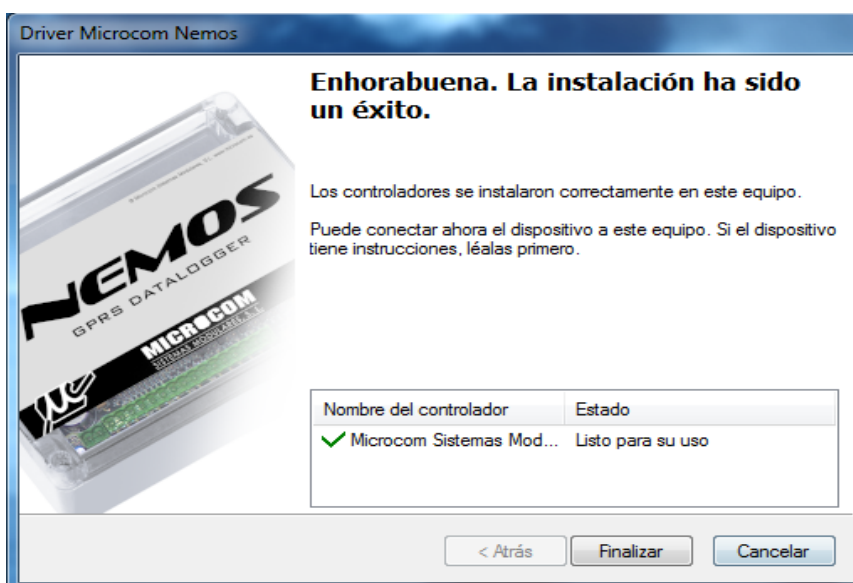 Driver Microcom Nemos
Enhorabuena. La instalación ha sido
un éxito.
Los controladores se instalaron correctamente en este equipo.
Puede conectar ahora el dispositivo a este equipo. Si el dispositivo
tiene instrucciones, léalas primero.
NEMOS
GPRS DATALOGGER
MICROCOM
SISTEMAS MODULARES, S.L.
Nombre del controlador Estado
Microcom Sistemas Mod... Listo para su uso
< Atrás Finalizar Cancelar